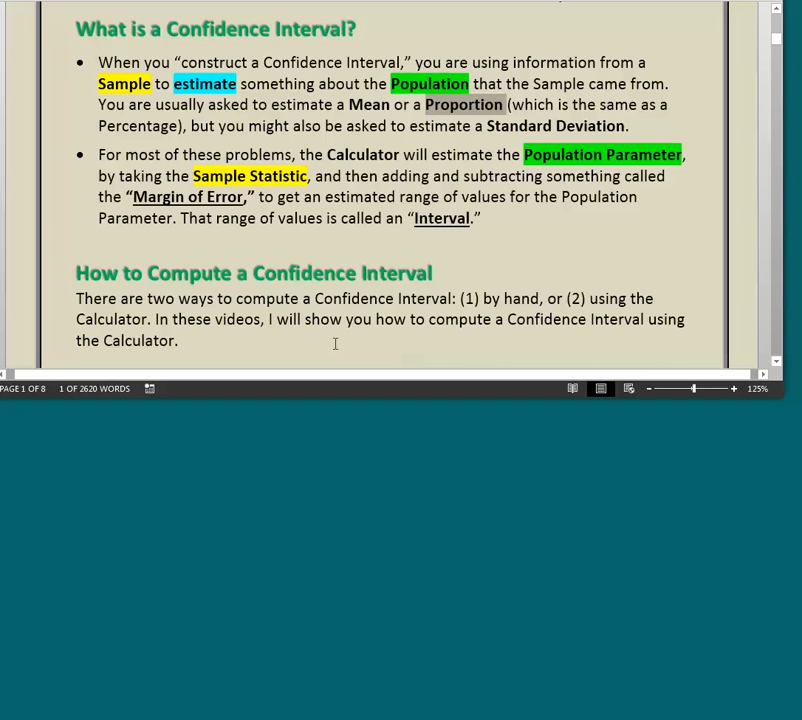 What is a Confidence Interval?
• When you “construct a Confidence Interval,” you are using information from a
Sample to estimate something about the Population that the Sample came from.
You are usually asked to estimate a Mean or a Proportion (which is the same as a
Percentage), but you might also be asked to estimate a Standard Deviation.
• For most of these problems, the Calculator will estimate the Population Parameter,
by taking the Sample Statistic, and then adding and subtracting something called
the “Margin of Error,” to get an estimated range of values for the Population
Parameter. That range of values is called an “Interval.”
How to Compute a Confidence Interval
There are two ways to compute a Confidence Interval: (1) by hand, or (2) using the
Calculator. In these videos, I will show you how to compute a Confidence Interval using
the Calculator.
PAGE 1 OF 8 1 OF 2620 WORDS 125%